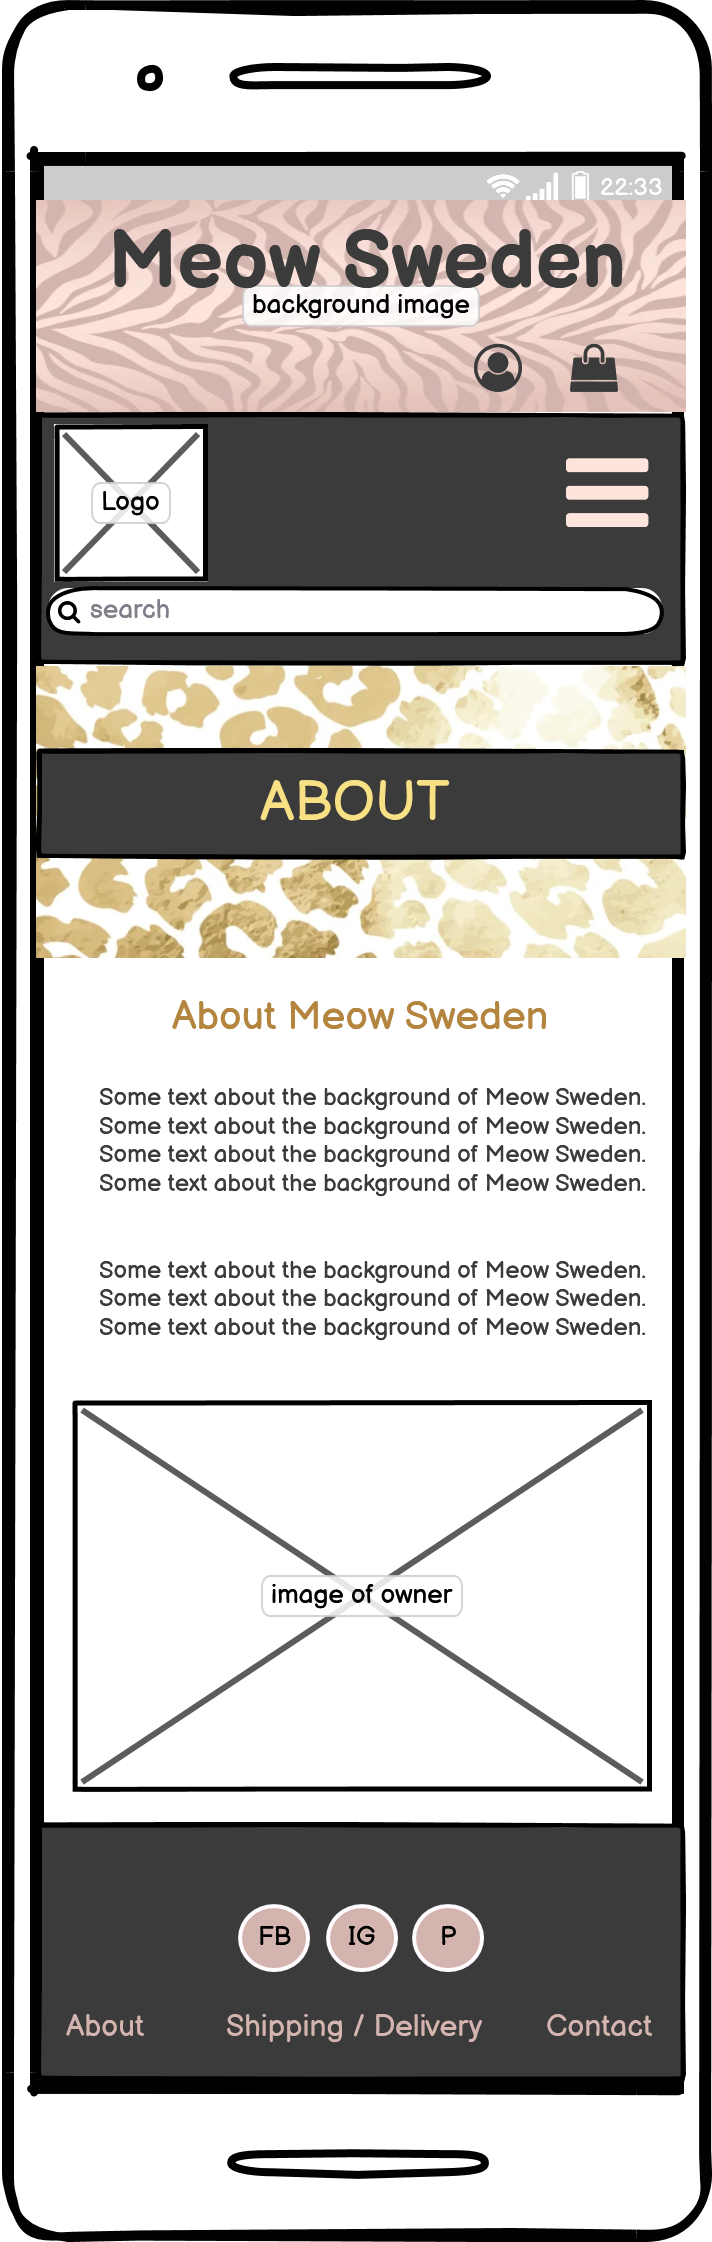 22:33
Meow Sweden
background image
Logo
search
ABOUT
About Meow Sweden
Some text about the background of Meow Sweden.
Some text about the background of Meow Sweden.
Some text about the background of Meow Sweden.
Some text about the background of Meow Sweden.
Some text about the background of Meow Sweden.
Some text about the background of Meow Sweden.
Some text about the background of Meow Sweden.
image of owner
FB IG P
About Shipping / Delivery Contact